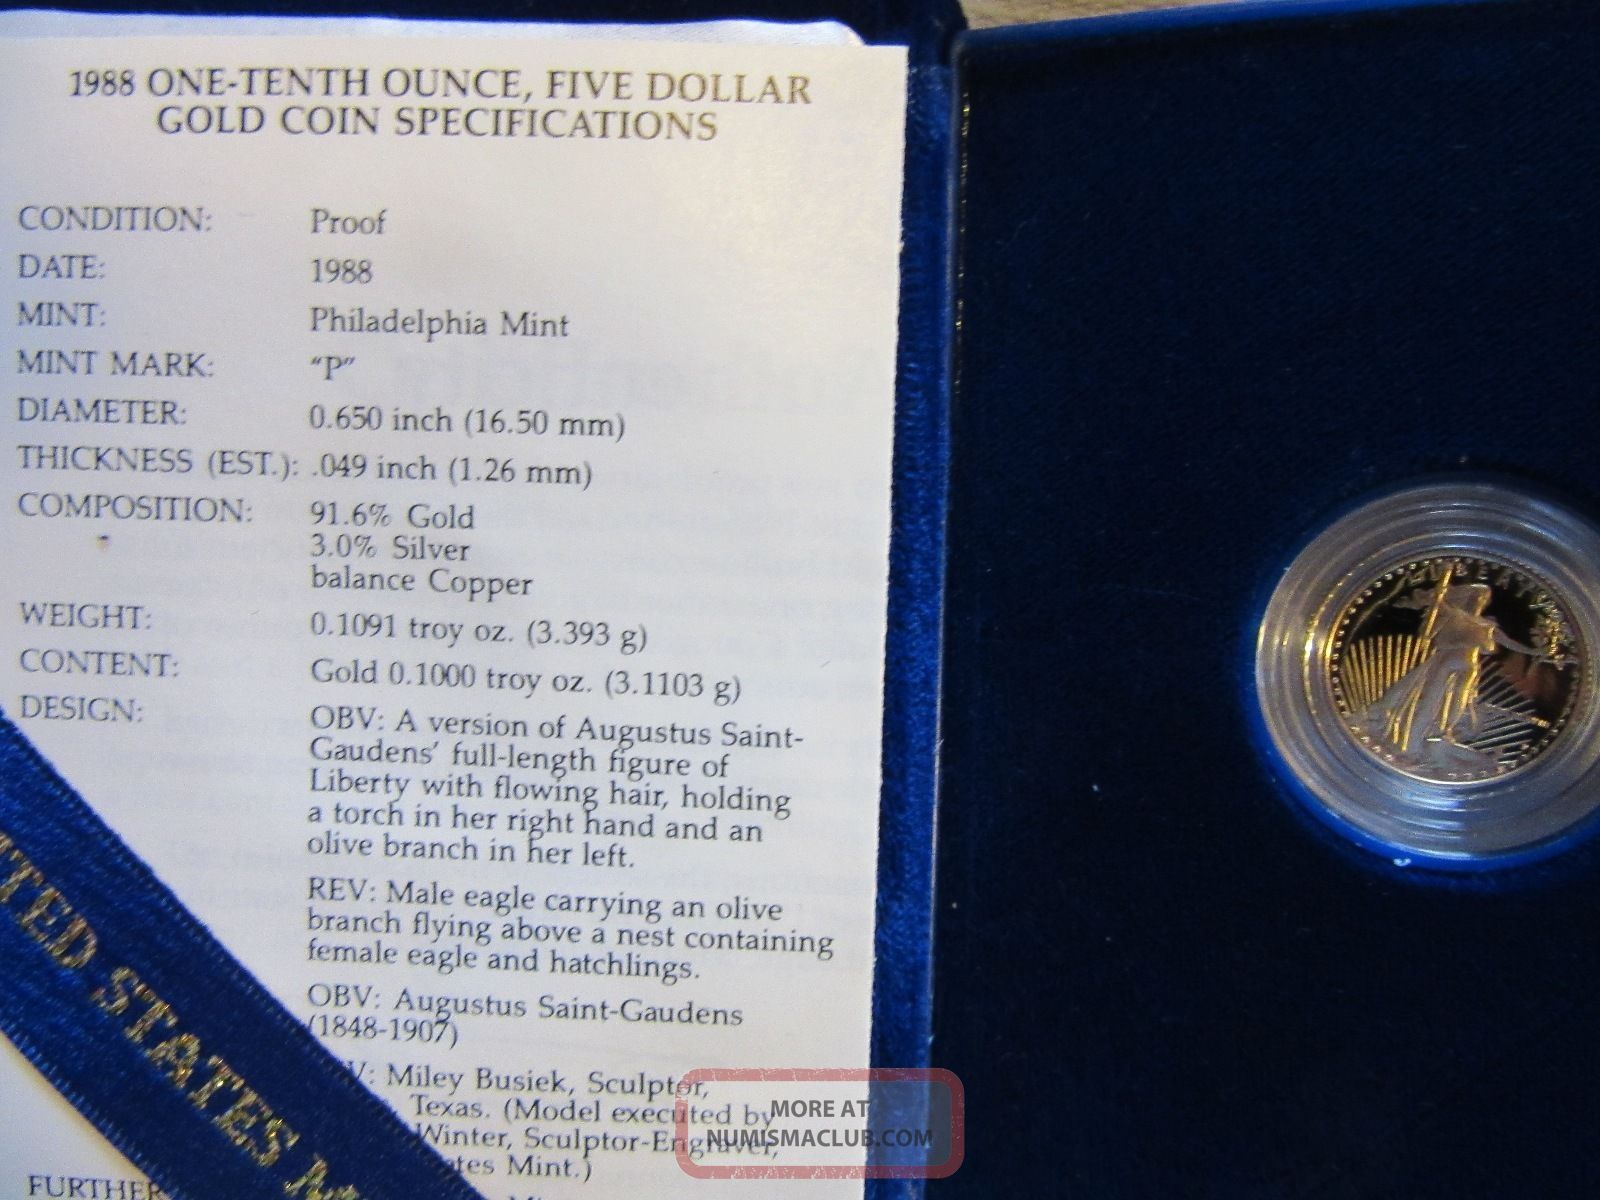 1988 ONE-TENTH OUNCE, FIVE DOLLAR
GOLD COIN SPECIFICATIONS
CONDITION: Proof
DATE: 1988
MINT: Philadelphia Mint
MINT MARK: “P”
DIAMETER: 0.650 inch (16.50 mm)
THICKNESS (EST.): .049 inch (1.26 mm)
COMPOSITION: 91.6% Gold
3.0% Silver
balance Copper
WEIGHT: 0.1091 troy oz. (3.393 g)
CONTENT: Gold 0.1000 troy oz. (3.1103 g)
DESIGN: OBV: A version of Augustus Saint-
Gaudens’ full-length figure of
Liberty with flowing hair, holding
a torch in her right hand and an
olive branch in her left.
REV: Male eagle carrying an olive
branch flying above a nest containing
female eagle and hatchlings.
OBV: Augustus Saint-Gaudens
(1848-1907)
V: Miley Busiek, Sculptor,
Texas. (Model executed by
Winter, Sculptor-Engraver,
ates Mint.)
FURTHER
TED STATES M
MORE AT
NUMISMACLUB.COM